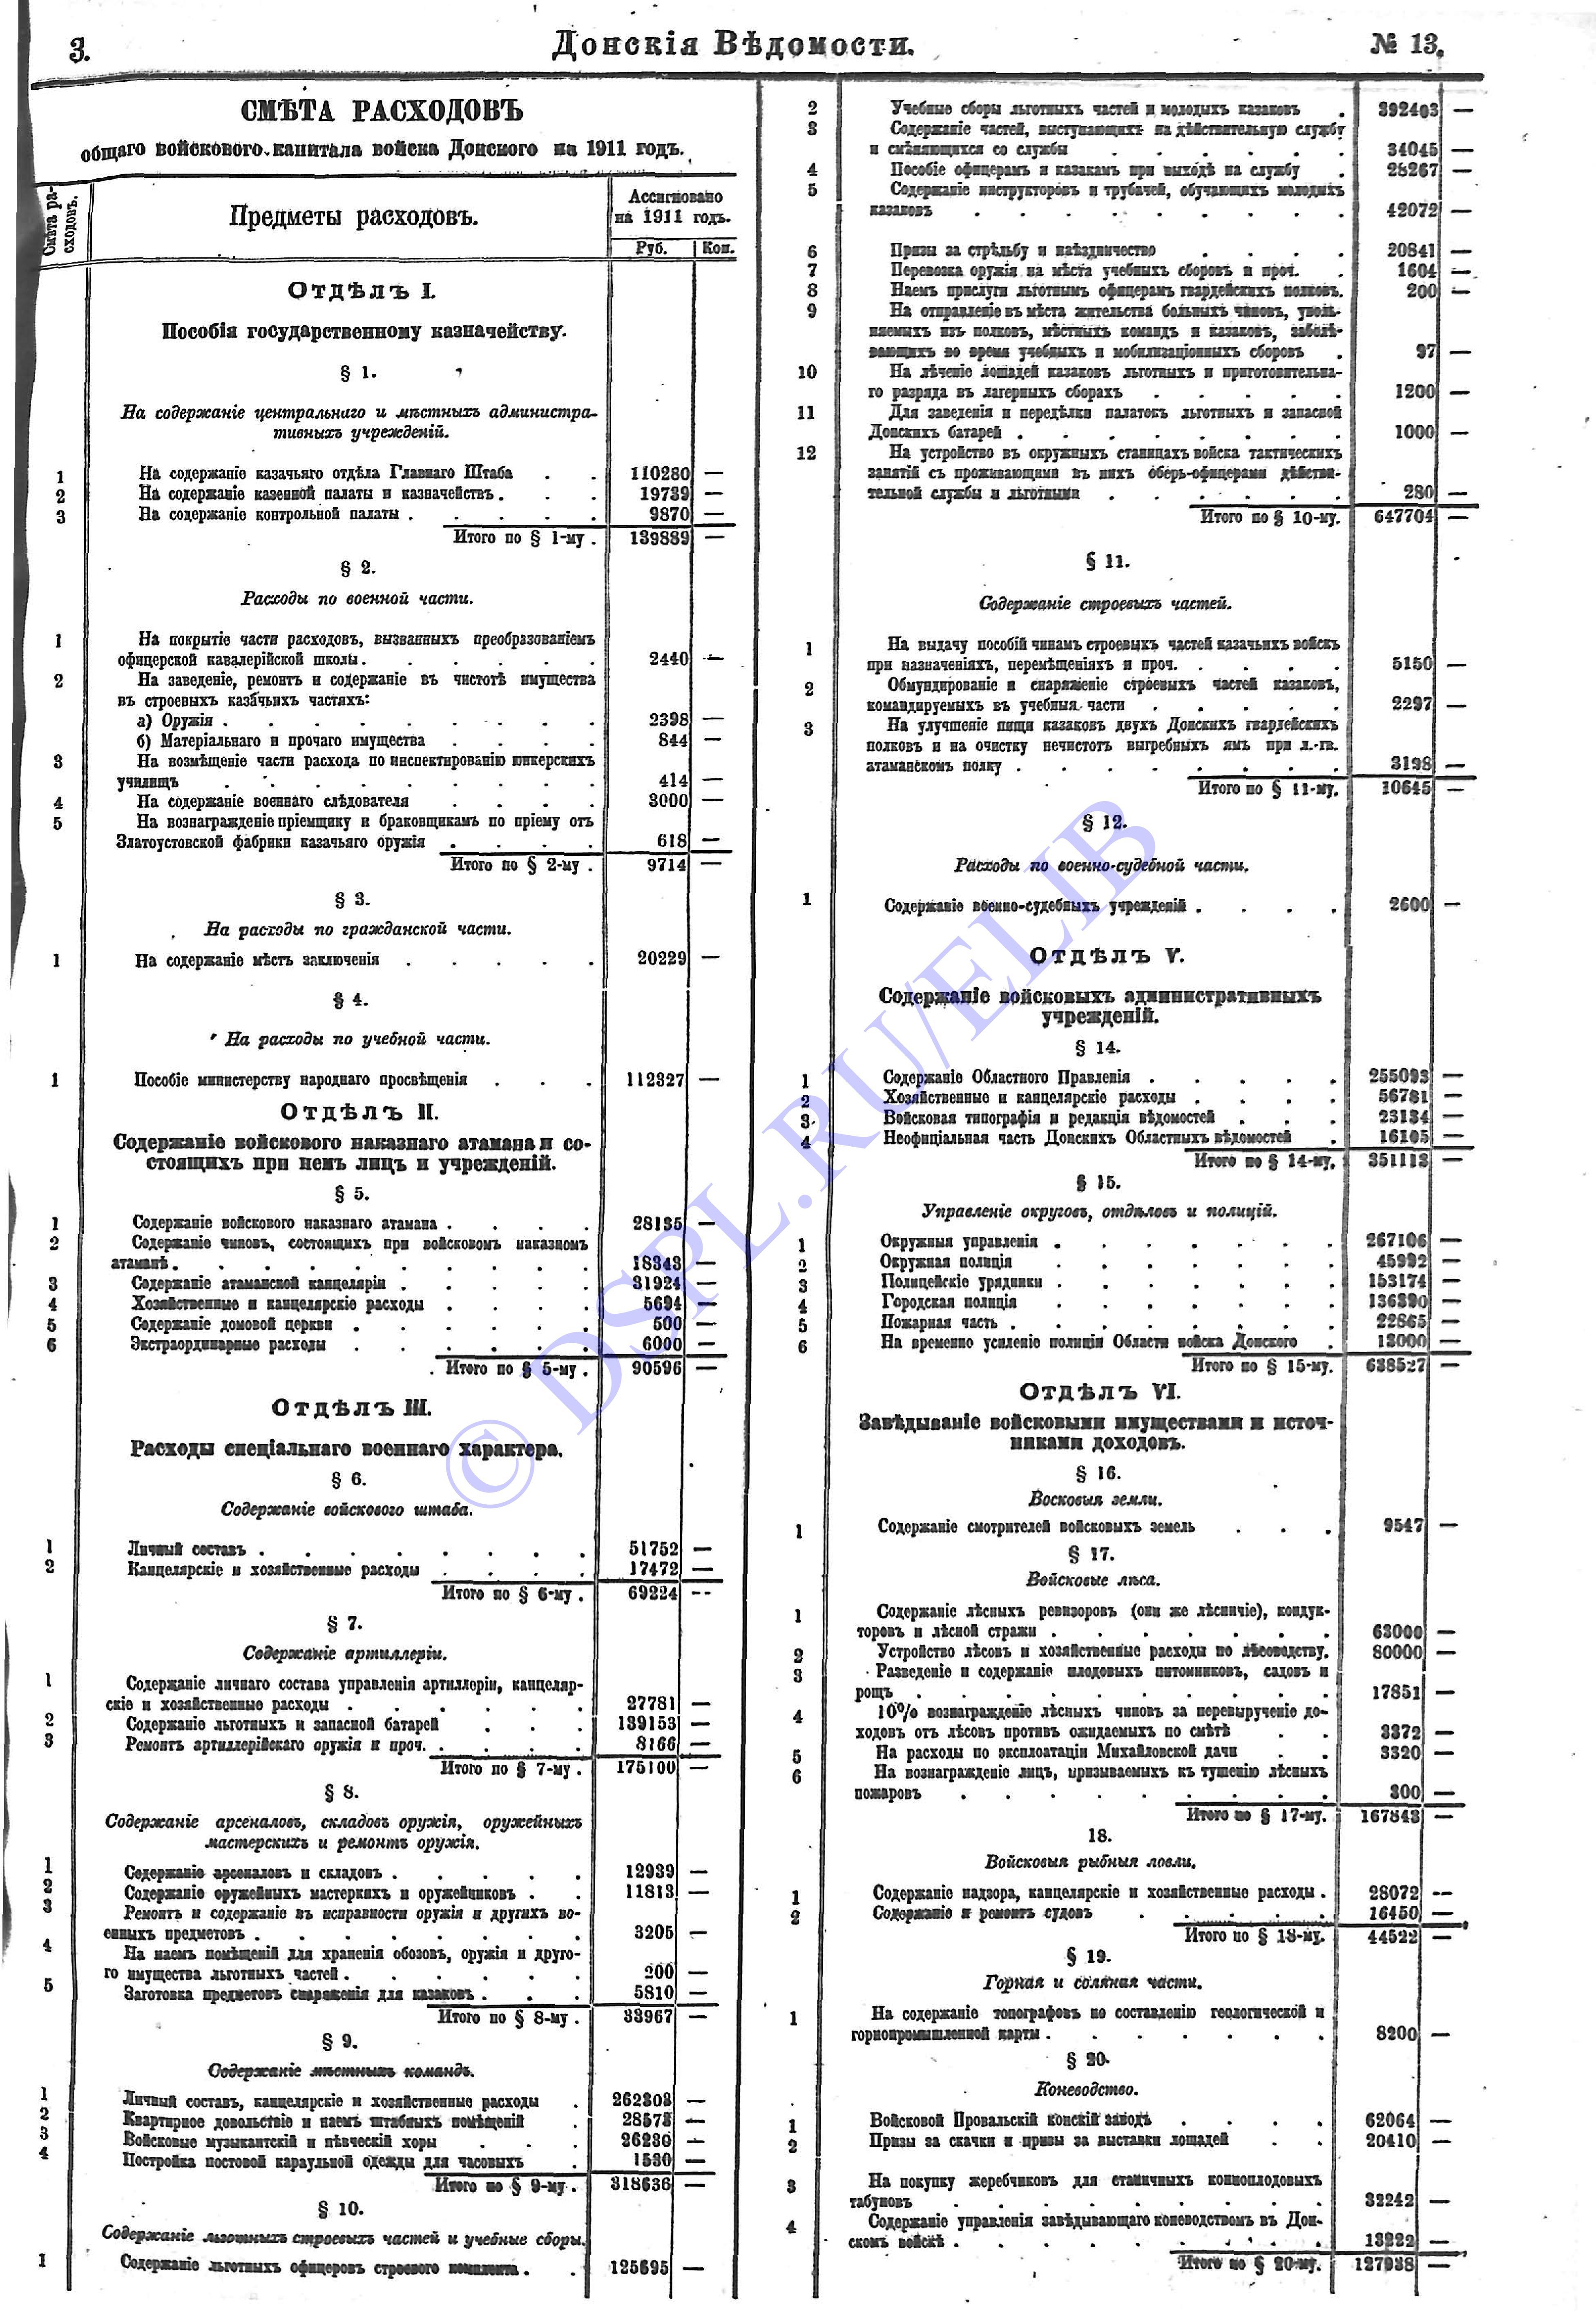 3.
Донскія Вѣдомости.
№ 13.
СМѢТА РАСХОДОВЪ
общаго войскового капитала войска Донского на 1911 годъ.
Смѣта расходовъ.
Предметы расходовъ.
Ассигновано
на 1911 годъ.
Руб. Коп.
Отдѣлъ I.
Пособія государственному казначейству.
§ 1.
На содержаніе центральнаго и мѣстныхъ администра-
тивныхъ учрежденій.
1 На содержаніе казачьяго отдѣла Главнаго Штаба . . 110280 —
2 На содержаніе казенной палаты и казначействъ . . . 19739 —
3 На содержаніе контрольной палаты . . . . . 9870 —
Итого по § 1-му . 139889 —
§ 2.
Расходы по военной части.
1 На покрытіе части расходовъ, вызванныхъ преобразованіемъ
офицерской кавалерійской школы . . . . . . 2440 —
2 На заведеніе, ремонт и содержаніе въ чистотѣ имущества
въ строевыхъ казачьихъ частяхъ:
а) Оружія . . . . . . . . . 2398 —
б) Матеріальнаго и прочаго имущества . . . . 844 —
3 На возмѣщеніе части расхода по инспектированію юнкерскихъ
училищъ . . . . . . . . . 414 —
4 На содержаніе военнаго слѣдователя . . . . 3000 —
5 На вознагражденіе пріемщику и браковщикамъ по пріему отъ
Златоустовской фабрики казачьяго оружія . . . . 618 —
Итого по § 2-му . 9714 —
§ 3.
На расходы по гражданской части.
1 На содержаніе мѣстъ заключенія . . . . . 20229 —
§ 4.
На расходы по учебной части.
1 Пособіе министерству народнаго просвѣщенія . . . 112327 —
Отдѣлъ II.
Содержаніе войскового наказнаго атамана и со-
стоящихъ при немъ лицъ и учрежденій.
§ 5.
1 Содержаніе войскового наказнаго атамана . . . . 28135 —
2 Содержаніе чиновъ, состоящихъ при войсковомъ наказномъ
атаманѣ . . . . . . . . . 18343 —
3 Содержаніе атаманской канцеляріи . . . . . 31924 —
4 Хозяйственные и канцелярскіе расходы . . . . 5694 —
5 Содержаніе домовой церкви . . . . . . 500 —
6 Экстраординарные расходы . . . . . . 6000 —
Итого по § 5-му . 90596 —
Отдѣлъ III.
Расходы спеціальнаго военнаго характера.
§ 6.
Содержаніе войскового штаба.
1 Личный составъ . . . . . . . . 51752 —
2 Канцелярскіе и хозяйственные расходы . . . . 17472 —
Итого по § 6-му . 69224 --
§ 7.
Содержаніе артиллеріи.
1 Содержаніе личнаго состава управленія артиллеріи, канцеляр-
скіе и хозяйственные расходы . . . . . . 27781 —
2 Содержаніе льготныхъ и запасной батарей . . . 139153 —
3 Ремонтъ артиллерійскаго оружія и проч. . . . . 8166 —
Итого по § 7-му . 175100 —
§ 8.
Содержаніе арсеналовъ, складовъ оружія, оружейныхъ
мастерскихъ и ремонтъ оружія.
1 Содержаніе арсеналовъ и складовъ . . . . . 12939 —
2 Содержаніе оружейныхъ мастеркихъ и оружейниковъ . . 11813 —
3 Ремонтъ и содержаніе въ исправности оружія и другихъ во-
енныхъ предметовъ . . . . . . . . 3205 —
4 На наемъ помѣщеній для храненія обозовъ, оружія и друго-
го имущества льготныхъ частей . . . . . . 200 —
5 Заготовка предметовъ снаряженія для казаковъ . . . 5810 —
Итого по § 8-му . 33967 —
§ 9.
Содержаніе мѣстныхъ командъ.
1 Личный составъ, канцелярскіе и хозяйственные расходы . 262303 —
2 Квартирное довольствіе и наемъ штабныхъ помѣщеній . 28573 —
3 Войсковые музыкантскій и пѣвческій хоры . . . 26230 —
4 Постройка постовой караульной одежды для часовыхъ . 1530 —
Итого по § 9-му . 318636 —
§ 10.
Содержаніе льготныхъ строевыхъ частей и учебные сборы.
1 Содержаніе льготныхъ офицеровъ строевого комплекта . . 125695 —
2 Учебные сборы льготныхъ частей и молодыхъ казаковъ . 392403 —
3 Содержаніе частей, выступающихъ на дѣйствительную службу
и смѣняющихся со службы . . . . . . 34045 —
4 Пособіе офицерамъ и казакамъ при выходѣ на службу . 28267 —
5 Содержаніе инструкторовъ и трубачей, обучающихъ молодыхъ
казаковъ . . . . . . . . . 42072 —
6 Призы за стрѣльбу и наѣздничество . . . . 20841 —
7 Перевозка оружія на мѣста учебныхъ сборовъ и проч. . 1604 —
8 Наемъ прислуги льготнымъ офицерамъ гвардейскихъ полковъ. 200 —
9 На отправленіе въ мѣста жительства больныхъ чиновъ, уволь-
няемыхъ изъ полковъ, мѣстныхъ командъ и казаковъ, заболѣ-
вающихъ во время учебныхъ и мобилизаціонныхъ сборовъ . 97 —
10 На лѣченіе лошадей казаковъ льготныхъ и приготовительна-
го разряда въ лагерныхъ сборахъ . . . . . 1200 —
11 Для заведенія и передѣлки палатокъ льготныхъ и запасной
Донскихъ батарей . . . . . . . . 1000 —
12 На устройство въ окружныхъ станицахъ войска тактическихъ
занятій съ проживающими въ нихъ оберъ-офицерами дѣйстви-
тельной службы и льготными . . . . . . 280 —
Итого по § 10-му. 647704 —
§ 11.
Содержаніе строевыхъ частей.
1 На выдачу пособій чинамъ строевыхъ частей казачьихъ войскъ
при назначеніяхъ, перемѣщеніяхъ и проч. . . . . 5150 —
2 Обмундированіе и снаряженіе строевыхъ частей казаковъ,
командируемыхъ въ учебныя части . . . . . 2297 —
3 На улучшеніе пищи казаковъ двухъ Донскихъ гвардейскихъ
полковъ и на очистку нечистотъ выгребныхъ ямъ при л.-гв.
атаманскомъ полку . . . . . . . . 3198 —
Итого по § 11-му. 10645 —
§ 12.
Расходы по военно-судебной части.
1 Содержаніе военно-судебныхъ учрежденій . . . . 2600 —
Отдѣлъ V.
Содержаніе войсковыхъ административныхъ
учрежденій.
§ 14.
1 Содержаніе Областного Правленія . . . . . 255093 —
2 Хозяйственные и канцелярскіе расходы . . . . 56781 —
3 Войсковая типографія и редакція вѣдомостей . . . 23134 —
4 Неофиціальная часть Донскихъ Областныхъ вѣдомостей . 16105 —
Итого по § 14-му. 351113 —
§ 15.
Управленіе округовъ, отдѣловъ и полицій.
1 Окружныя управленія . . . . . . . 267106 —
2 Окружная полиція . . . . . . . 45992 —
3 Полицейскіе урядники . . . . . . . 153174 —
4 Городская полиція . . . . . . . 136390 —
5 Пожарная часть . . . . . . . . 22865 —
6 На временно усиленіе полиціи Области войска Донского . 13000 —
Итого по § 15-му. 638527 —
Отдѣлъ VI.
Завѣдываніе войсковыми имуществами и источ-
никами доходовъ.
§ 16.
Восковыя земли.
1 Содержаніе смотрителей войсковыхъ земель . . . 9547 —
§ 17.
Войсковые лѣса.
1 Содержаніе лѣсныхъ ревизоровъ (они же лѣсничіе), кондук-
торовъ и лѣсной стражи . . . . . . . 63000 —
2 Устройство лѣсовъ и хозяйственные расходы по лѣсоводству. 80000 —
3 Разведеніе и содержаніе плодовыхъ питомниковъ, садовъ и
рощъ . . . . . . . . . 17851 —
4 10% вознагражденіе лѣсныхъ чиновъ за перевырученіе до-
ходовъ отъ лѣсовъ противъ ожидаемыхъ по смѣтѣ . . 3372 —
5 На расходы по эксплоатаціи Михайловской дачи . . 3320 —
6 На вознагражденіе лицъ, призываемыхъ къ тушенію лѣсныхъ
пожаровъ . . . . . . . . . 300 —
Итого по § 17-му. 167843 —
18.
Войсковыя рыбныя ловли.
1 Содержаніе надзора, канцелярскіе и хозяйственные расходы . 28072 --
2 Содержаніе и ремонтъ судовъ . . . . . 16450 —
Итого по § 18-му. 44522 —
§ 19.
Горная и соляная части.
1 На содержаніе топографовъ по составленію геологической и
горнопромышленной карты . . . . . . . 8200 —
§ 20.
Коневодство.
1 Войсковой Провальскій конскій заводъ . . . . 62064 —
2 Призы за скачки и призы за выставки лошадей . . 20410 —
3 На покупку жеребчиковъ для станичныхъ конноплодовыхъ
табуновъ . . . . . . . . . 32242 —
4 Содержаніе управленія завѣдывающаго коневодствомъ въ Дон-
скомъ войскѣ . . . . . . . . 13222 —
Итого по § 20-му. 127938 —
© DSPL.RU/ELIB